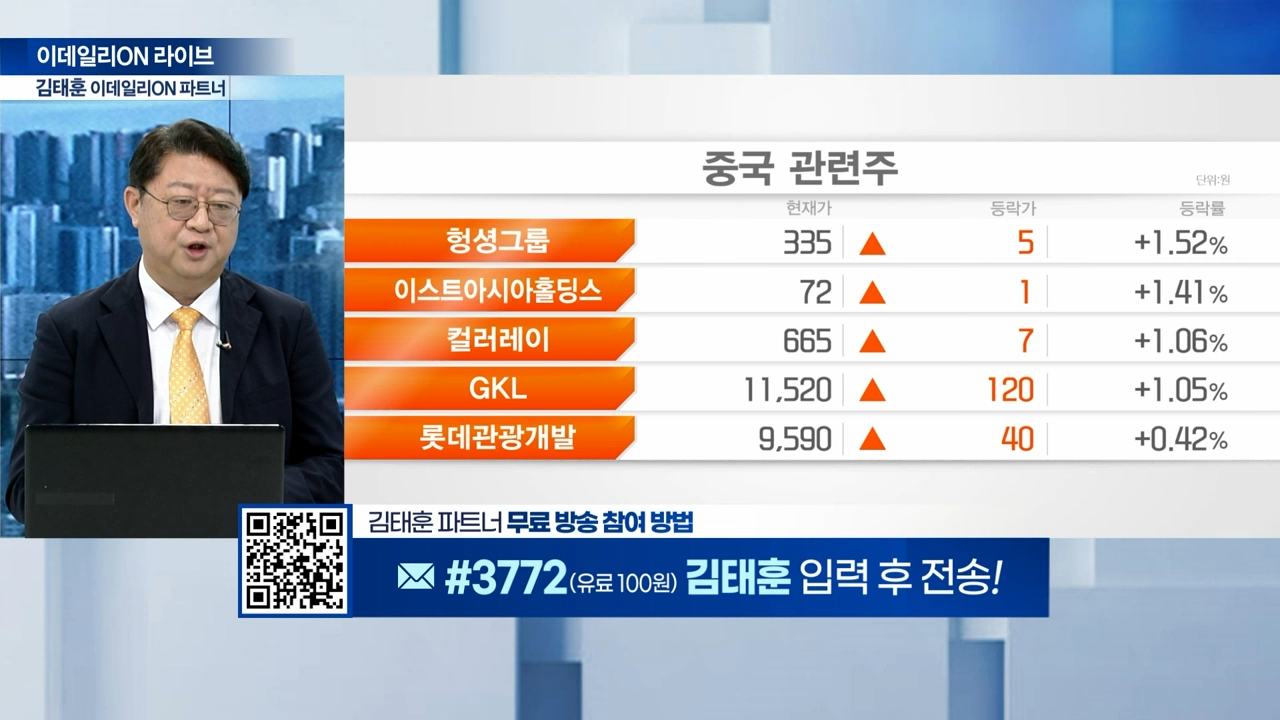 이데일리ON 라이브
김태훈 이데일리ON 파트너
중국 관련주
단위:원
현재가 등락가 등락률
헝셩그룹 335 ▲ 5 +1.52%
이스트아시아홀딩스 72 ▲ 1 +1.41%
컬러레이 665 ▲ 7 +1.06%
GKL 11,520 ▲ 120 +1.05%
롯데관광개발 9,590 ▲ 40 +0.42%
김태훈 파트너 무료 방송 참여 방법
#3772(유료 100원) 김태훈 입력 후 전송!